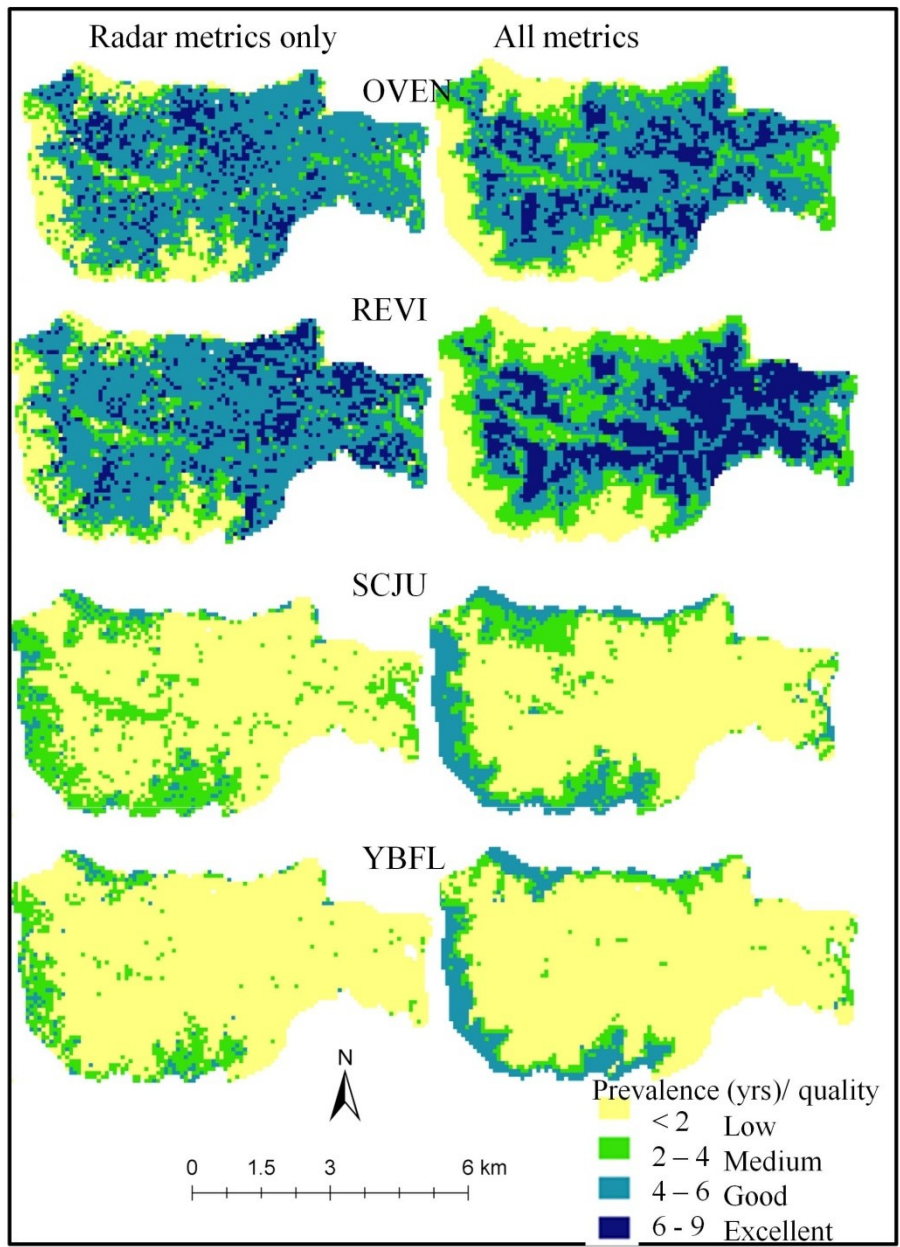 Radar metrics only All metrics
OVEN
REVI
SCJU
YBFL
N
0 1.5 3 6 km
Prevalence (yrs)/ quality
< 2 Low
2 – 4 Medium
4 – 6 Good
6 - 9 Excellent